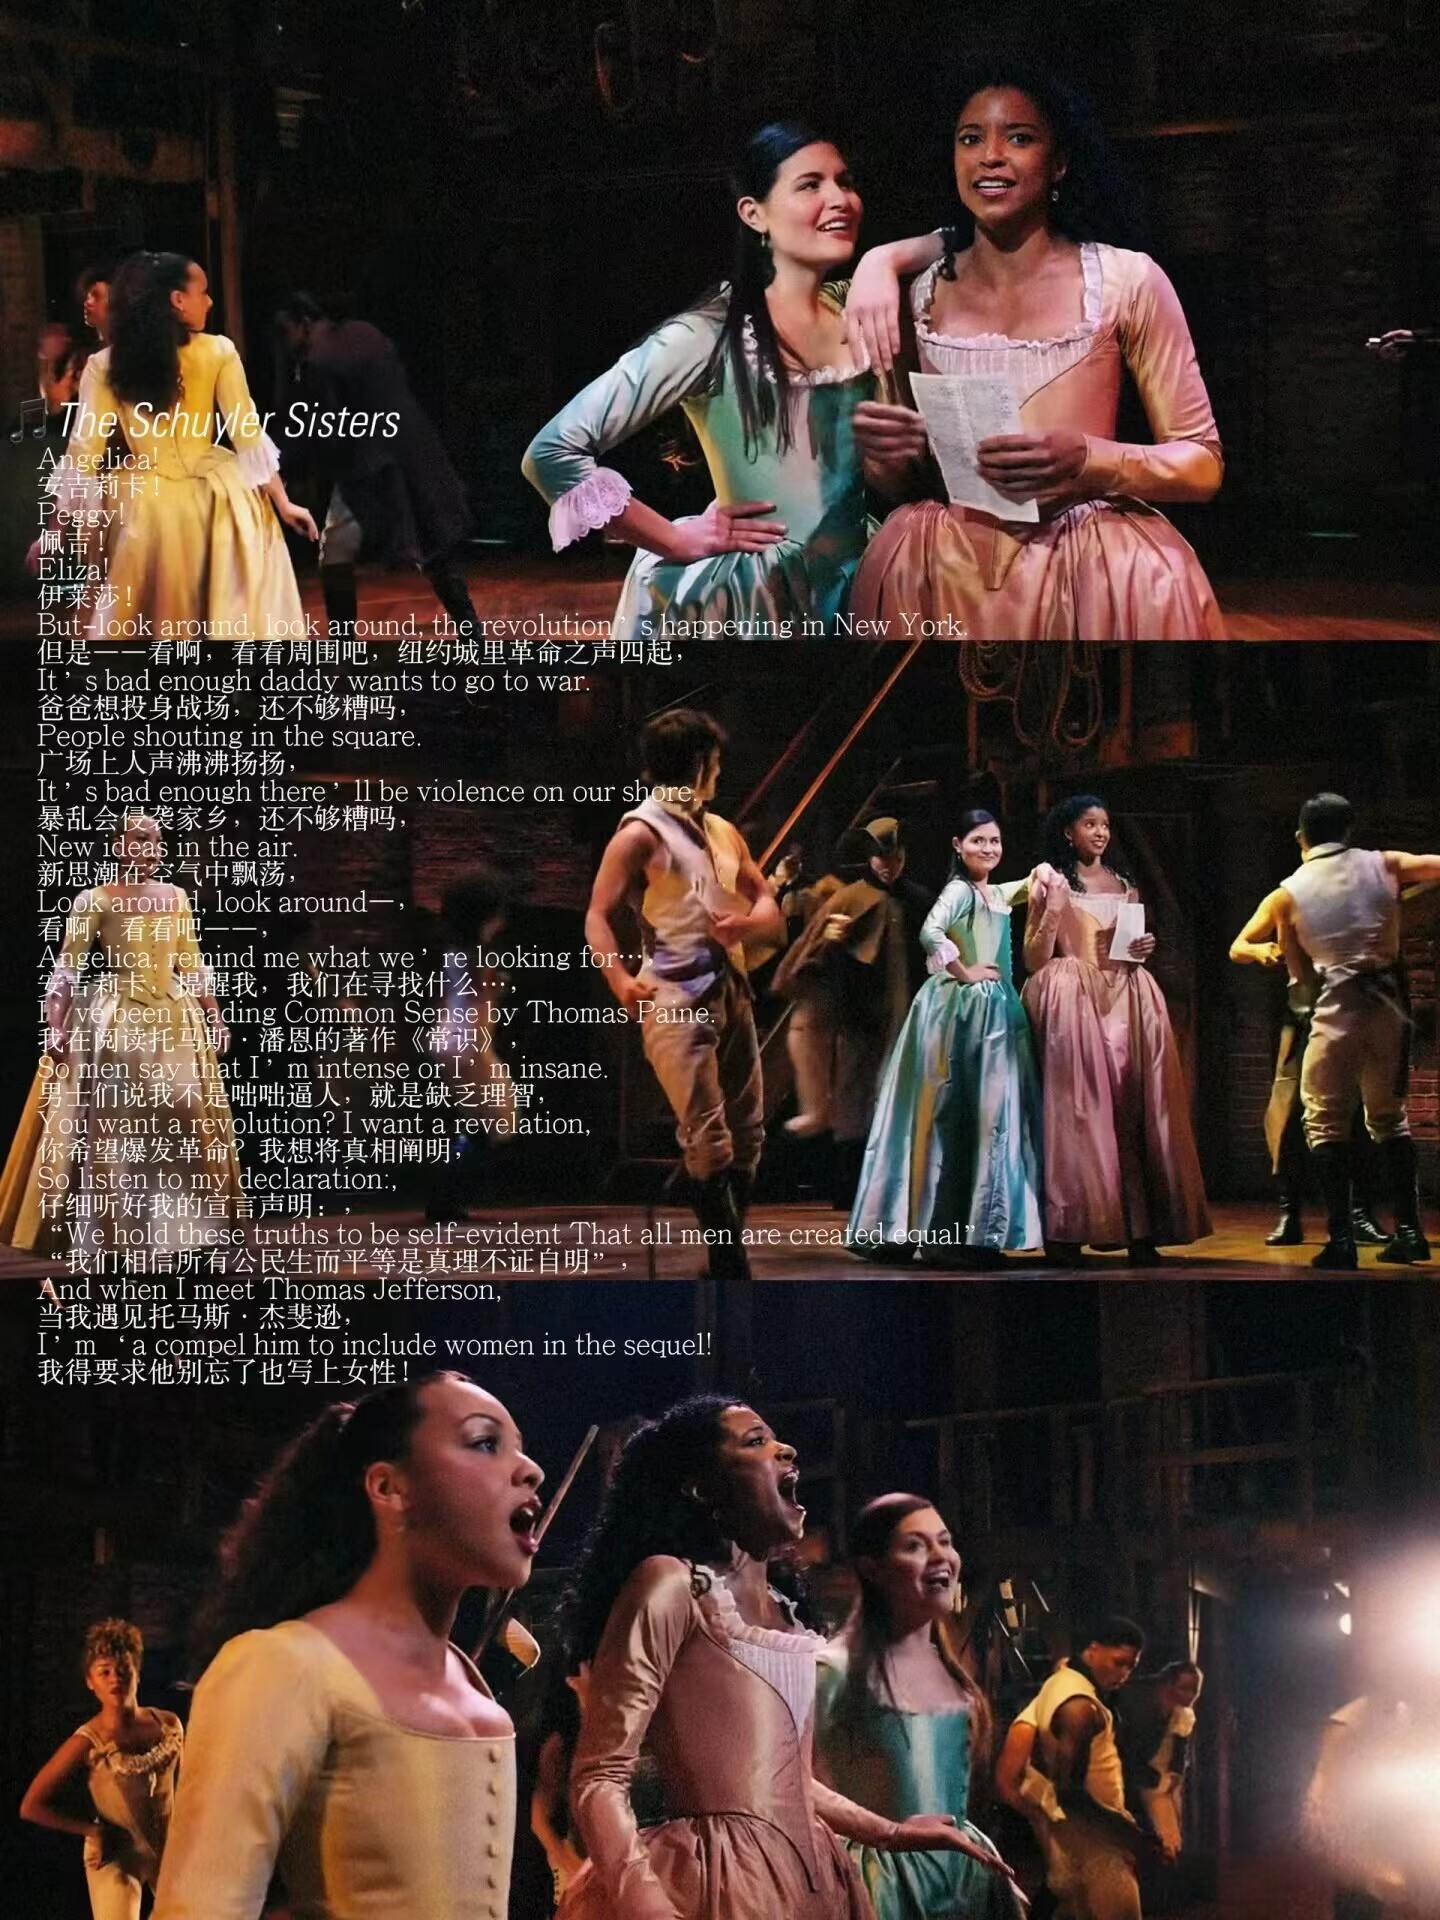 The Schuyler Sisters
Angelica!
安吉莉卡！
Peggy!
佩吉！
Eliza!
伊莱莎！
But-look around, look around, the revolution’s happening in New York.
但是——看啊，看看周围吧，纽约城里革命之声四起，
It’s bad enough daddy wants to go to war.
爸爸想投身战场，还不够糟吗，
People shouting in the square.
广场上人声沸沸扬扬，
It’s bad enough there’ll be violence on our shore.
暴乱会侵袭家乡，还不够糟吗，
New ideas in the air.
新思潮在空气中飘荡，
Look around, look around—，
看啊，看看吧——，
Angelica, remind me what we’re looking for…，
安吉莉卡，提醒我，我们在寻找什么…，
I’/ve been reading Common Sense by Thomas Paine.
我在阅读托马斯·潘恩的著作《常识》，
So men say that I’m intense or I’m insane.
男士们说我不是咄咄逼人，就是缺乏理智，
You want a revolution? I want a revelation,
你希望爆发革命？我想将真相阐明，
So listen to my declaration:,
仔细听好我的宣言声明：，
“We hold these truths to be self-evident That all men are created equal”，
“我们相信所有公民生而平等是真理不证自明”，
And when I meet Thomas Jefferson,
当我遇见托马斯·杰斐逊，
I’m ‘a compel him to include women in the sequel!
我得要求他别忘了也写上女性！